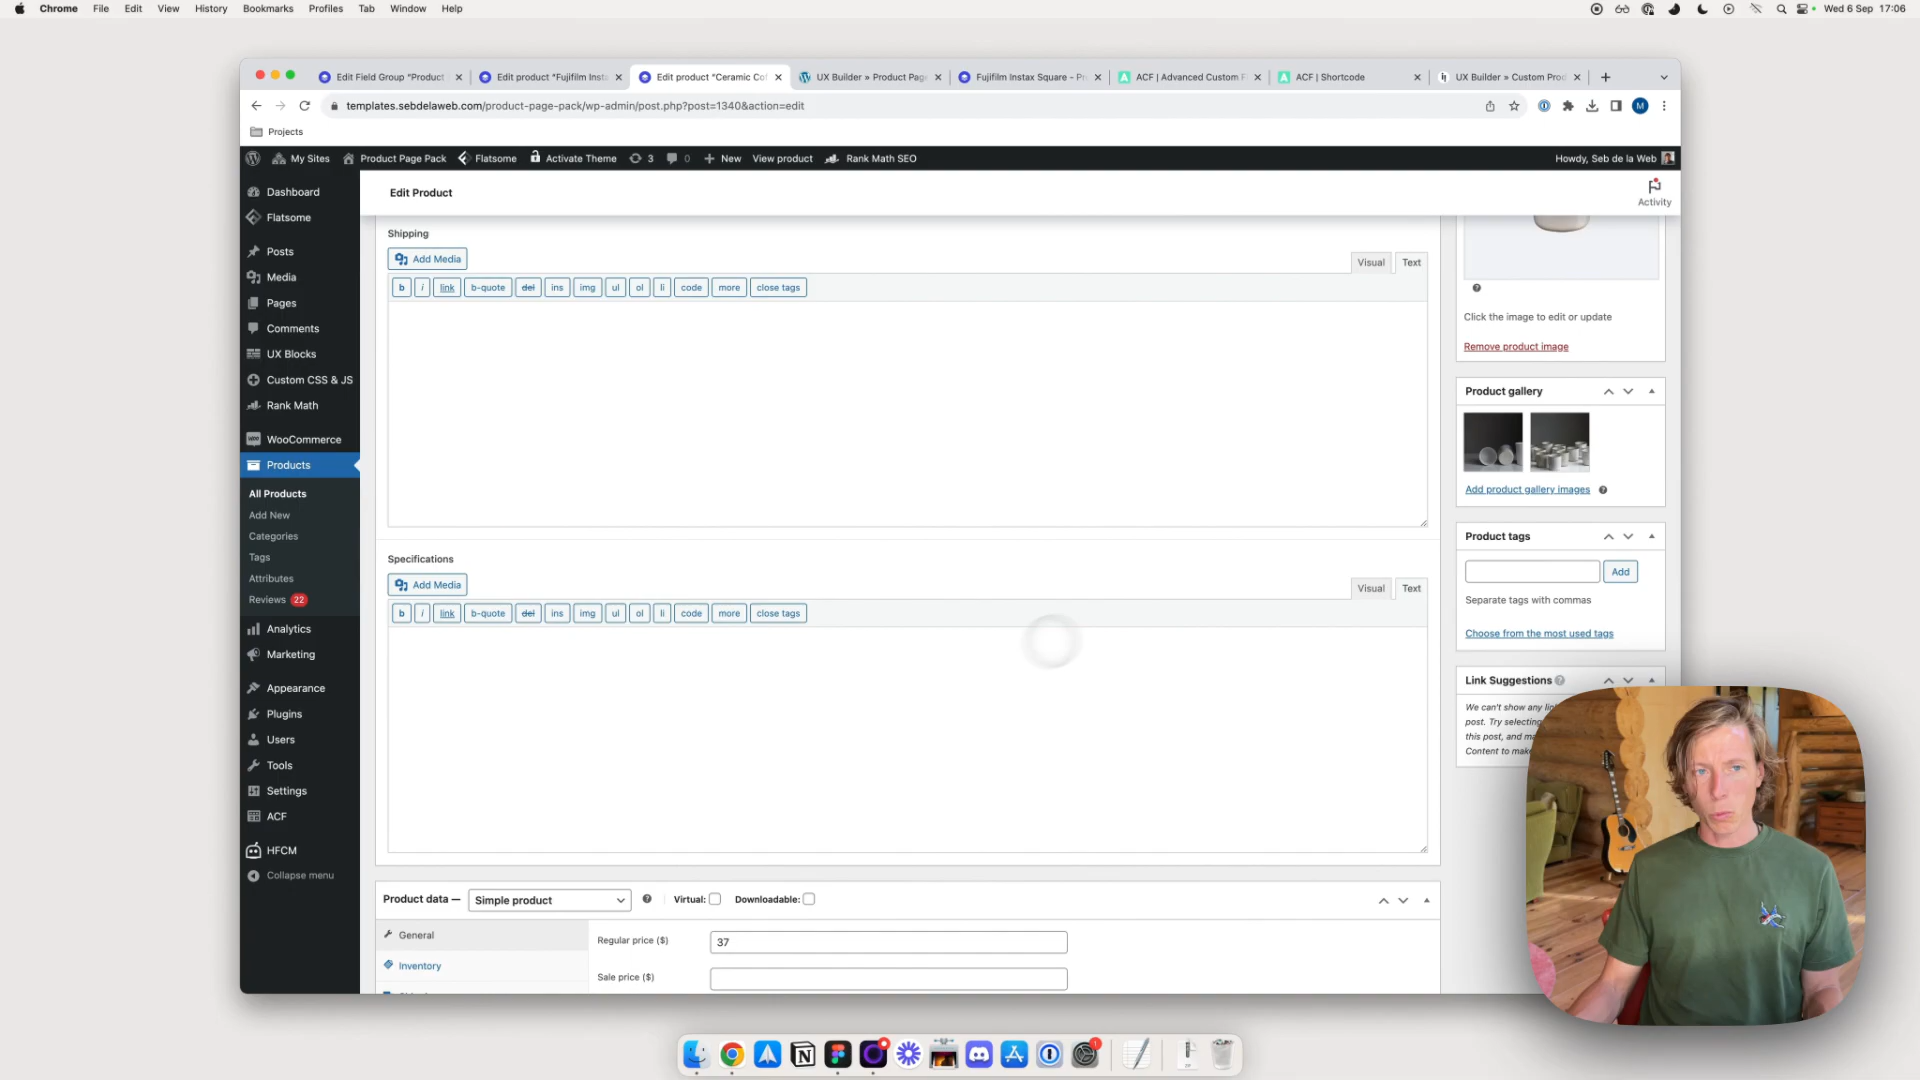 Chrome File Edit View History Bookmarks Profiles Tab Window Help
Wed 6 Sep 17:06
Edit Field Group “Product
Edit product “Fujifilm Insta
Edit product “Ceramic Cof
UX Builder » Product Page
Fujifilm Instax Square - Pr
ACF | Advanced Custom F
ACF | Shortcode
UX Builder » Custom Prod
templates.sebdelaweb.com/product-page-pack/wp-admin/post.php?post=1340&action=edit
M
Projects
My Sites Product Page Pack Flatsome Activate Theme 3 0 New View product Rank Math SEO
Howdy, Seb de la Web
Dashboard
Flatsome
Posts
Media
Pages
Comments
UX Blocks
Custom CSS & JS
Rank Math
WooCommerce
Products
All Products
Add New
Categories
Tags
Attributes
Reviews 22
Analytics
Marketing
Appearance
Plugins
Users
Tools
Settings
ACF
HFCM
Collapse menu
Edit Product
Activity
Shipping
Add Media
Visual Text
b i link b-quote del ins img ul ol li code more close tags
Specifications
Add Media
Visual Text
b i link b-quote del ins img ul ol li code more close tags
Product data — Simple product Virtual: Downloadable:
General
Inventory
Regular price ($) 37
Sale price ($)
Click the image to edit or update
Remove product image
Product gallery
Add product gallery images
Product tags
Add
Separate tags with commas
Choose from the most used tags
Link Suggestions
We can't show any lin
post. Try selecting
this post, and ma
Content to make